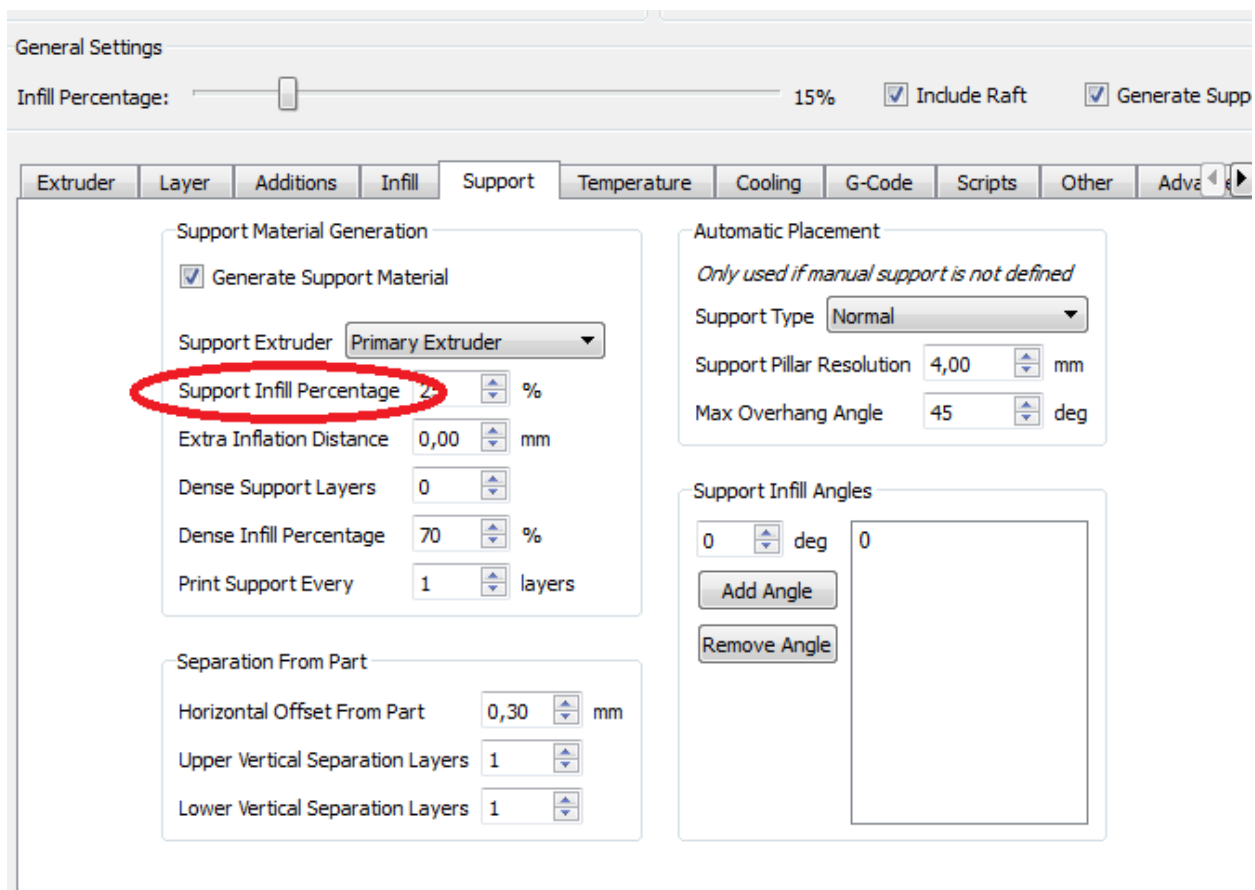 General Settings
Infill Percentage: 15% Include Raft Generate Supp
Extruder Layer Additions Infill Support Temperature Cooling G-Code Scripts Other
Support Material Generation
Generate Support Material
Support Extruder Primary Extruder
Support Infill Percentage %
Extra Inflation Distance 0,00 mm
Dense Support Layers 0
Dense Infill Percentage 70 %
Print Support Every 1 layers
Separation From Part
Horizontal Offset From Part 0,30 mm
Upper Vertical Separation Layers 1
Lower Vertical Separation Layers 1
Automatic Placement
Only used if manual support is not defined
Support Type Normal
Support Pillar Resolution 4,00 mm
Max Overhang Angle 45 deg
Support Infill Angles
0 deg 0
Add Angle
Remove Angle